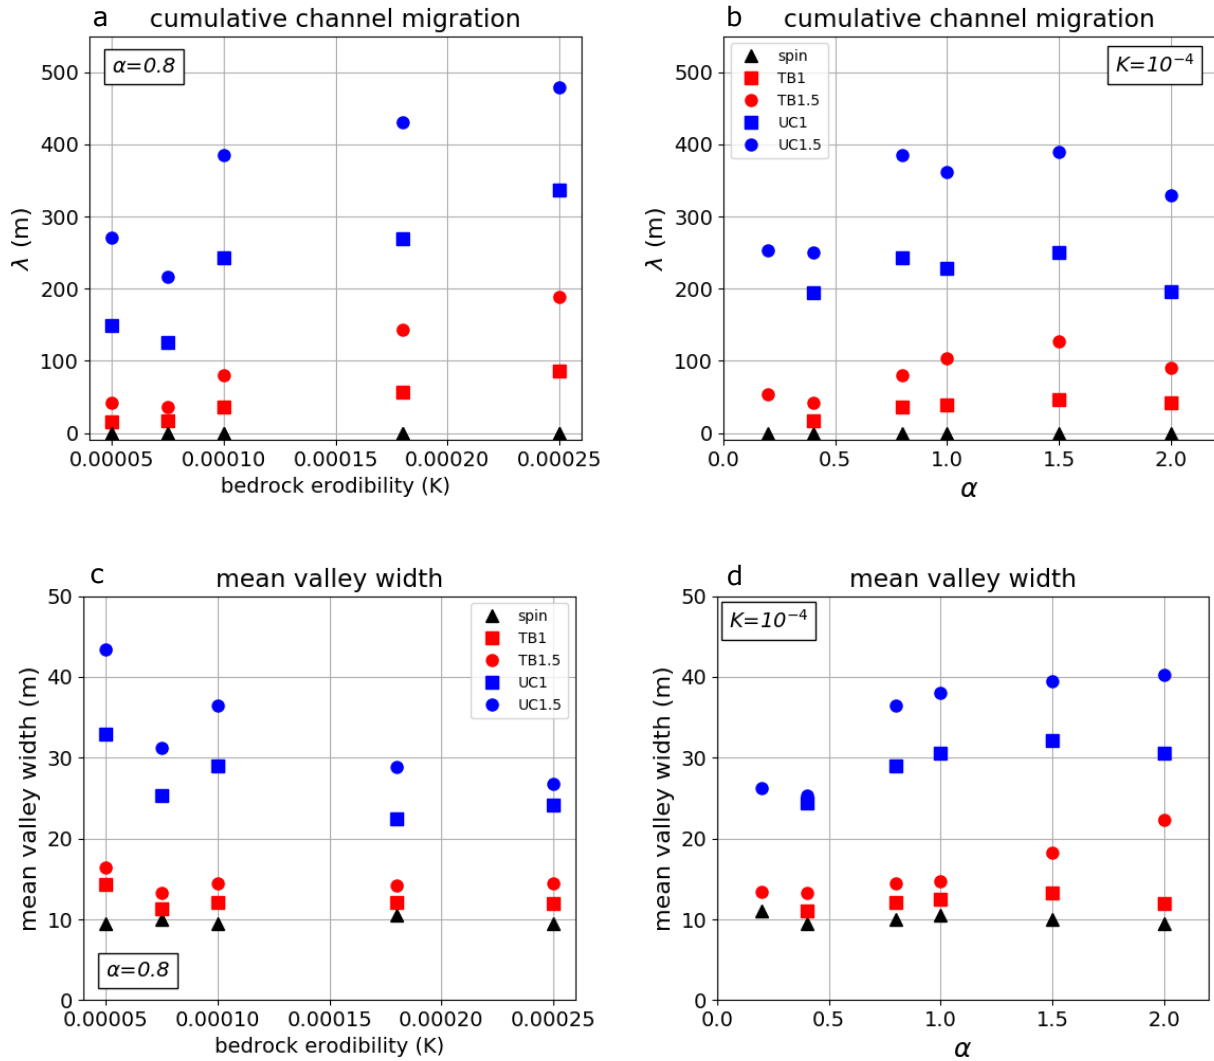 a cumulative channel migration
α=0.8
λ (m)
500
400
300
200
100
0
0.00005 0.00010 0.00015 0.00020 0.00025
bedrock erodibility (K)
b cumulative channel migration
spin
TB1
TB1.5
UC1
UC1.5
K=10⁻⁴
λ (m)
500
400
300
200
100
0
0.0 0.5 1.0 1.5 2.0
α
c mean valley width
spin
TB1
TB1.5
UC1
UC1.5
mean valley width (m)
50
40
30
20
10
0
α=0.8
0.00005 0.00010 0.00015 0.00020 0.00025
bedrock erodibility (K)
d mean valley width
K=10⁻⁴
mean valley width (m)
50
40
30
20
10
0
0.0 0.5 1.0 1.5 2.0
α